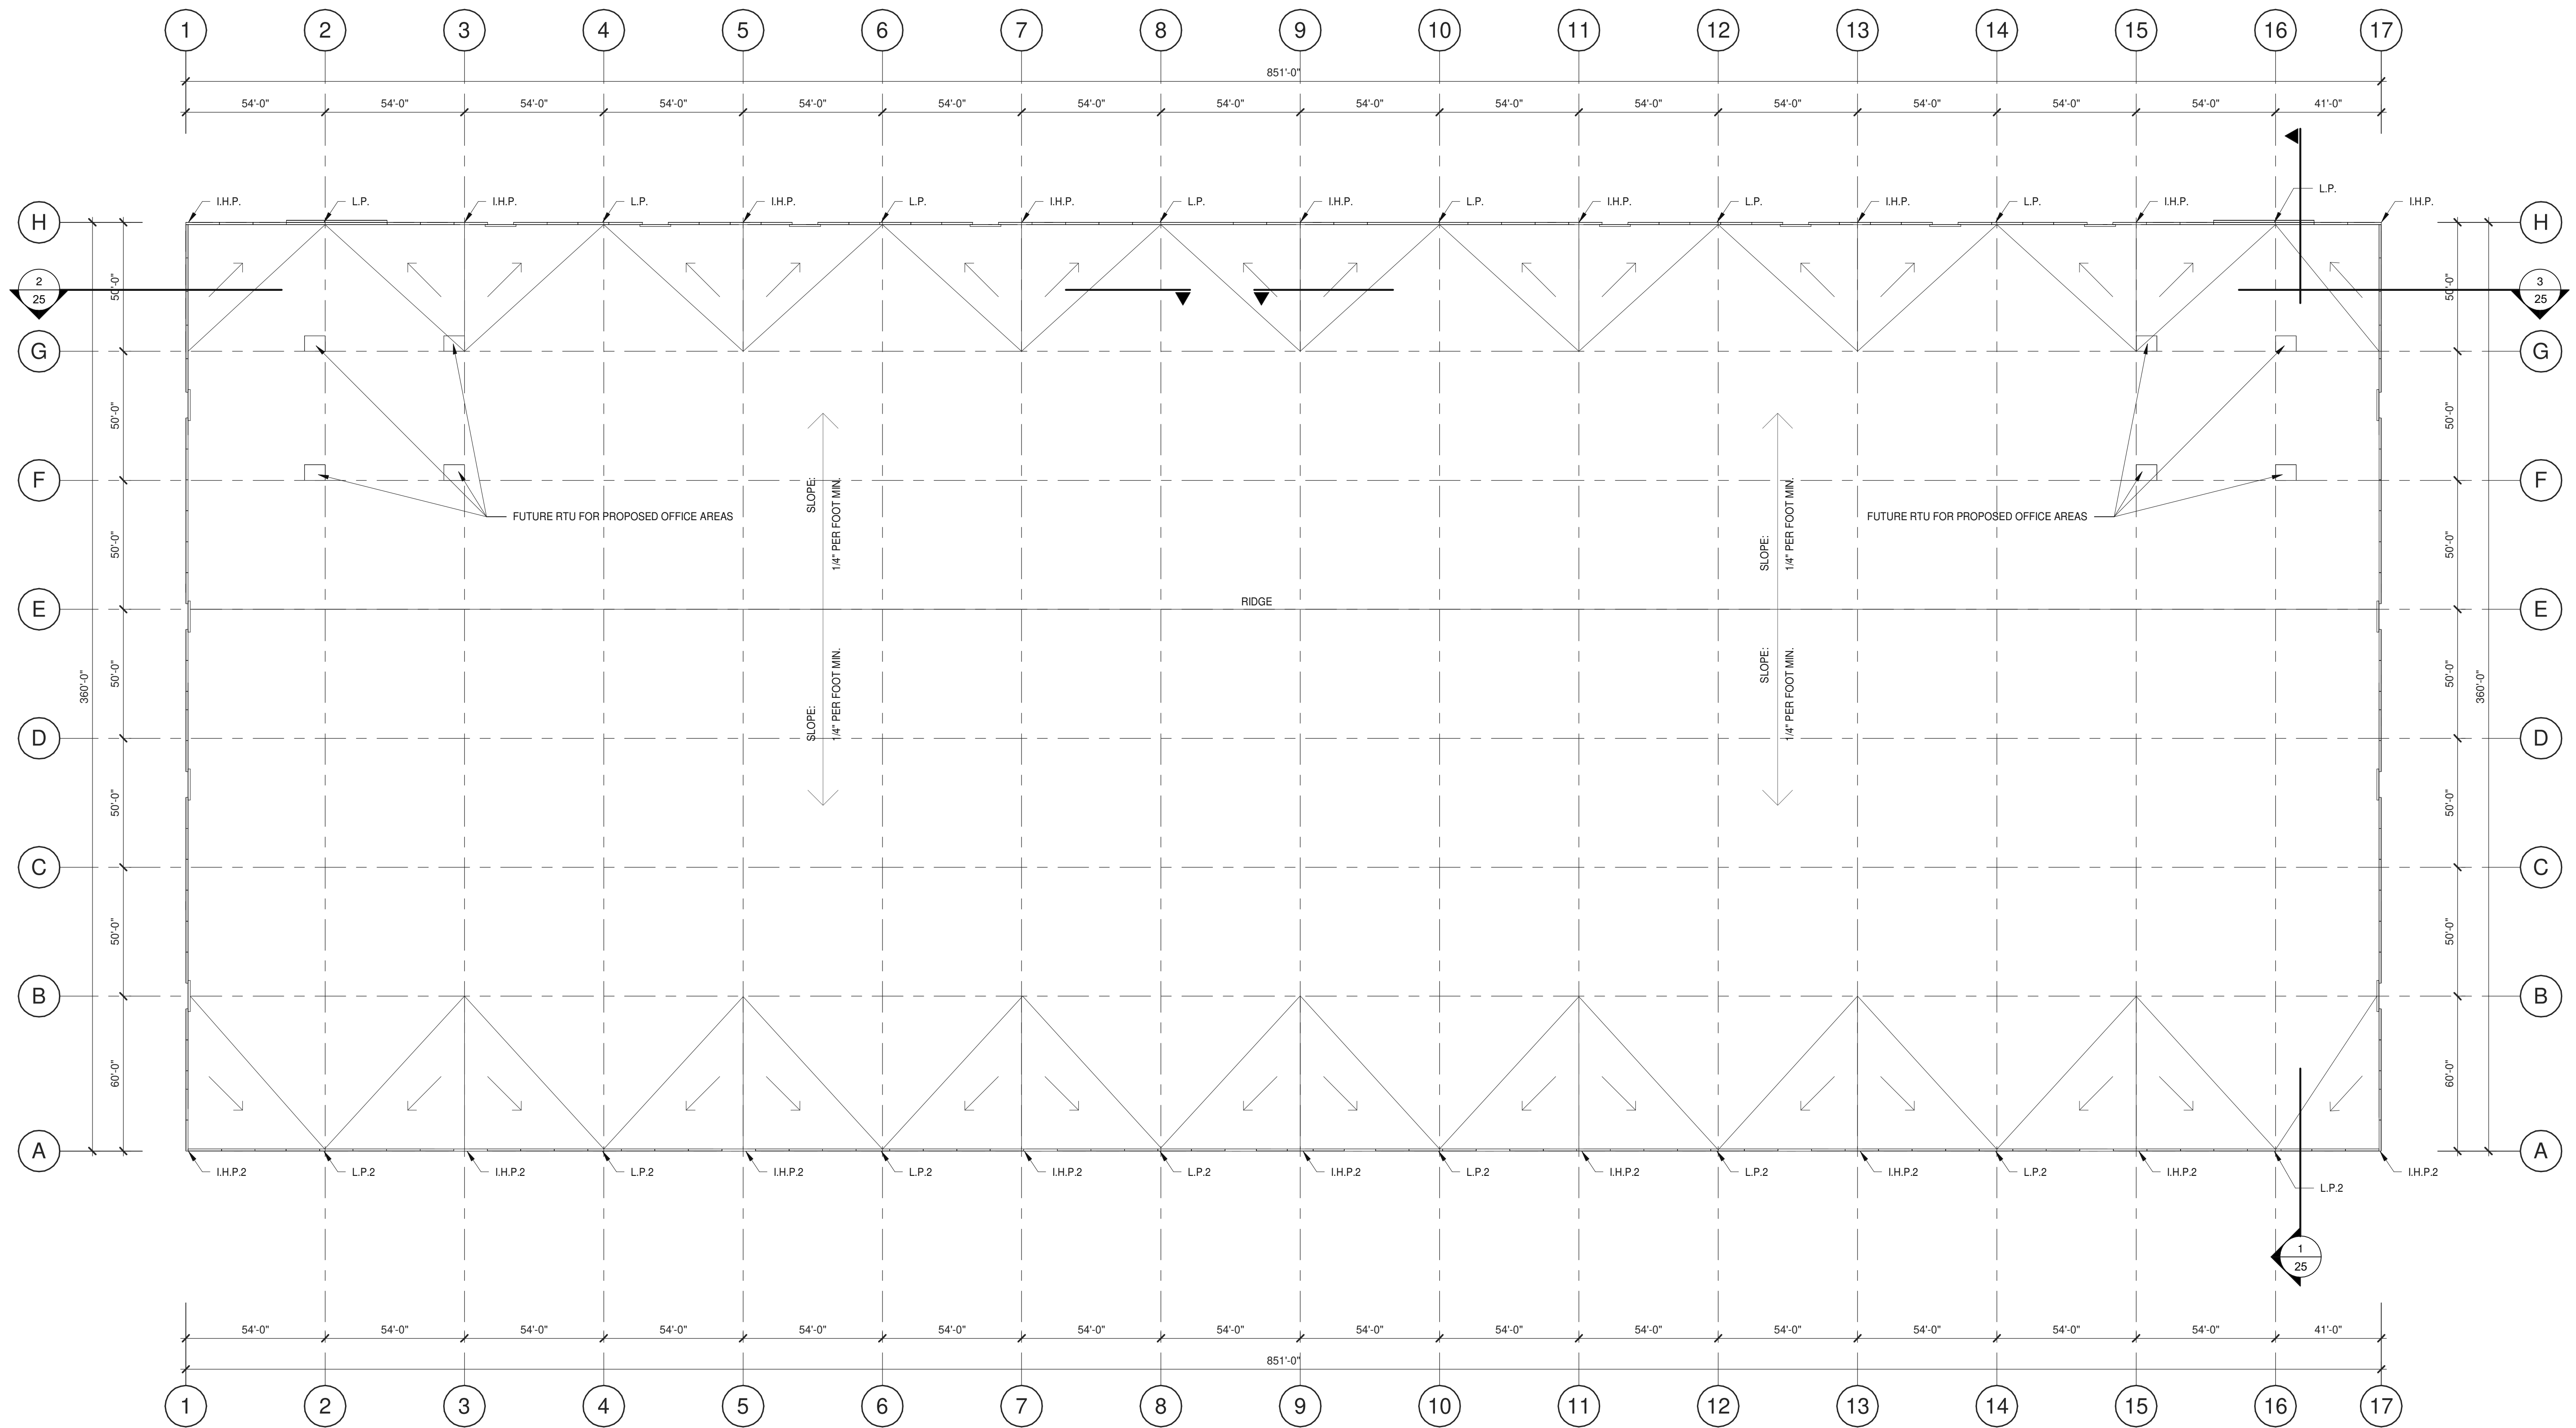 1 2 3 4 5 6 7 8 9 10 11 12 13 14 15 16 17
851'-0"
54'-0" 54'-0" 54'-0" 54'-0" 54'-0" 54'-0" 54'-0" 54'-0" 54'-0" 54'-0" 54'-0" 54'-0" 54'-0" 54'-0" 54'-0" 41'-0"
L.P.
I.H.P. L.P. I.H.P. L.P. I.H.P. L.P. I.H.P. L.P. I.H.P. L.P. I.H.P. L.P. I.H.P. L.P. I.H.P. I.H.P.
H H
2 3
25 50'-0" 50'-0" 25
G G
50'-0" 50'-0"
F F
SLOPE: SLOPE:
1/4" PER FOOT MIN. 1/4" PER FOOT MIN.
FUTURE RTU FOR PROPOSED OFFICE AREAS FUTURE RTU FOR PROPOSED OFFICE AREAS
50'-0" 50'-0"
RIDGE
E E
50'-0" 50'-0"
360'-0" 360'-0"
SLOPE: SLOPE:
1/4" PER FOOT MIN. 1/4" PER FOOT MIN.
D D
50'-0" 50'-0"
C C
50'-0" 50'-0"
B B
60'-0" 60'-0"
A A
I.H.P.2 L.P.2 I.H.P.2 L.P.2 I.H.P.2 L.P.2 I.H.P.2 L.P.2 I.H.P.2 L.P.2 I.H.P.2 L.P.2 I.H.P.2 L.P.2 I.H.P.2 I.H.P.2
L.P.2
1
25
54'-0" 54'-0" 54'-0" 54'-0" 54'-0" 54'-0" 54'-0" 54'-0" 54'-0" 54'-0" 54'-0" 54'-0" 54'-0" 54'-0" 54'-0" 41'-0"
851'-0"
1 2 3 4 5 6 7 8 9 10 11 12 13 14 15 16 17